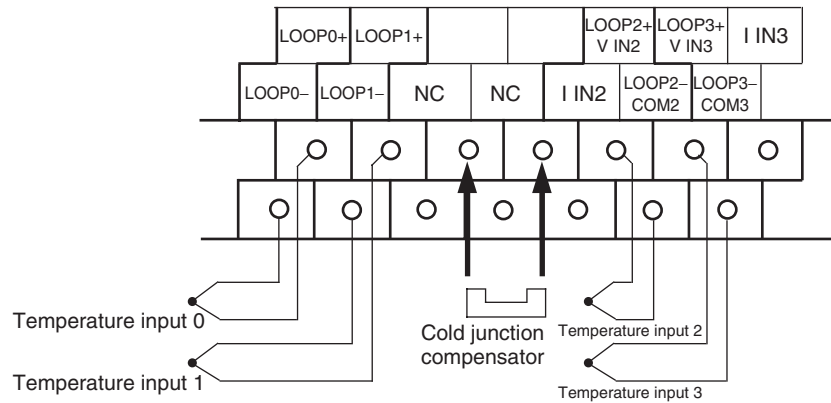 LOOP0+
LOOP1+
LOOP2+
V IN2
LOOP3+
V IN3
I IN3
LOOP0–
LOOP1–
NC
NC
I IN2
LOOP2–
COM2
LOOP3–
COM3
Temperature input 0
Cold junction
compensator
Temperature input 2
Temperature input 1
Temperature input 3